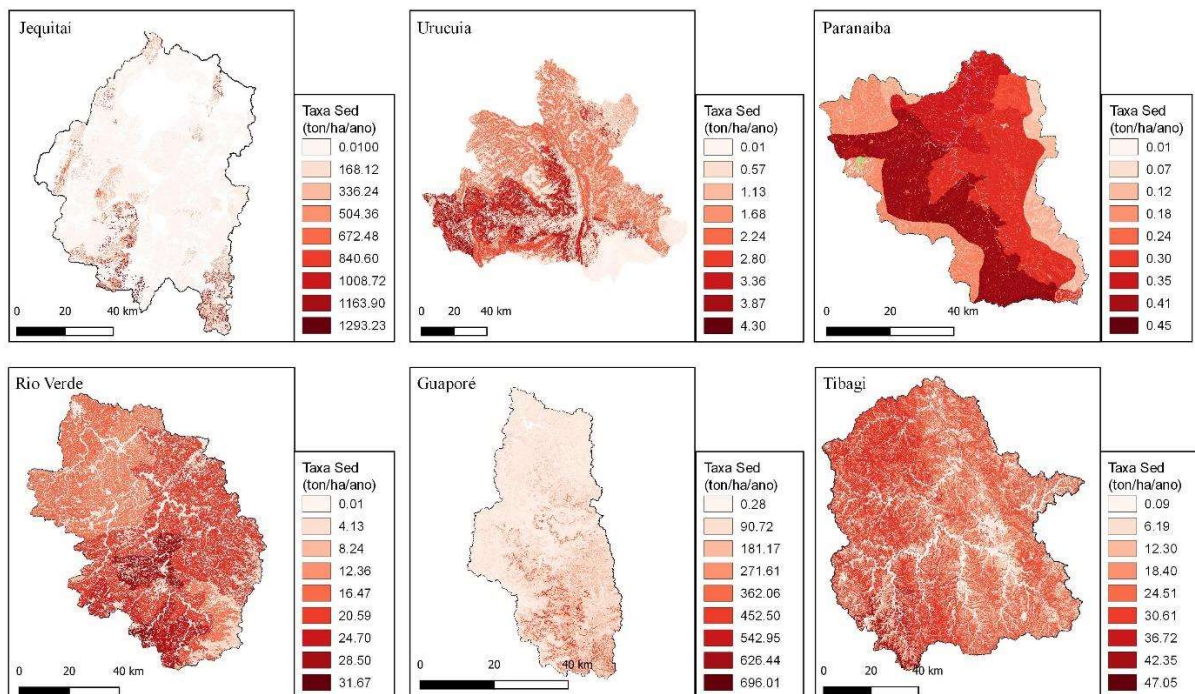 Jequitai
Taxa Sed
(ton/ha/ano)
0.0100
168.12
336.24
504.36
672.48
840.60
1008.72
1163.90
1293.23
0 20 40 km
Urucuia
Taxa Sed
(ton/ha/ano)
0.01
0.57
1.13
1.68
2.24
2.80
3.36
3.87
4.30
0 20 40 km
Paranaíba
Taxa Sed
(ton/ha/ano)
0.01
0.07
0.12
0.18
0.24
0.30
0.35
0.41
0.45
0 20 40 km
Rio Verde
Taxa Sed
(ton/ha/ano)
0.01
4.13
8.24
12.36
16.47
20.59
24.70
28.50
31.67
0 20 40 km
Guaporé
Taxa Sed
(ton/ha/ano)
0.28
90.72
181.17
271.61
362.06
452.50
542.95
626.44
696.01
0 20 40 km
Tibagi
Taxa Sed
(ton/ha/ano)
0.09
6.19
12.30
18.40
24.51
30.61
36.72
42.35
47.05
0 20 40 km